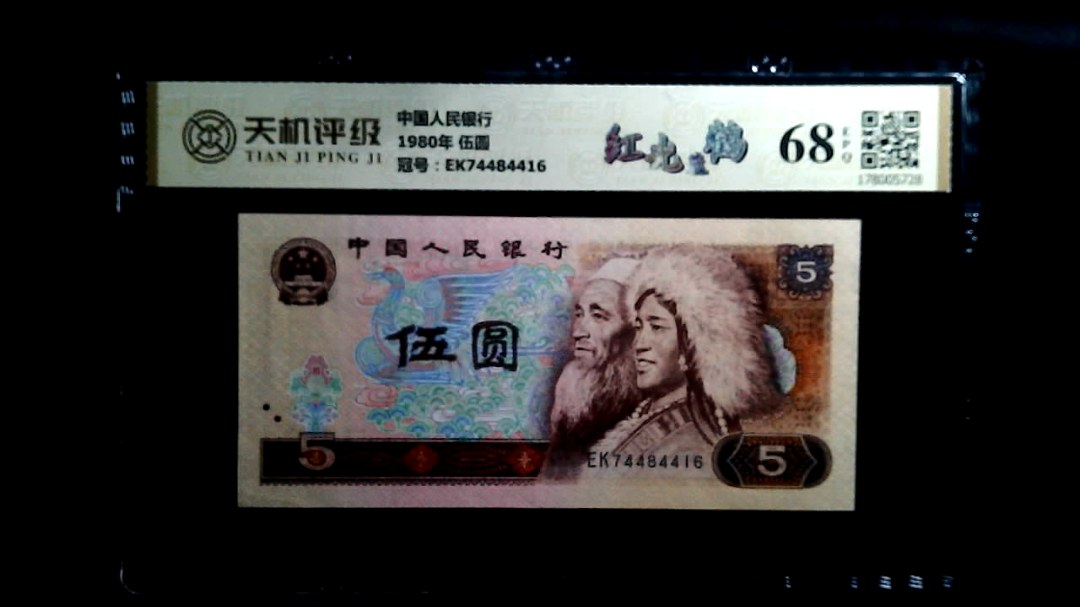 天机评级
TIAN JI PING JI
中国人民银行
1980年 伍圆
冠号：EK74484416
红光之鹤
68
EPQ
178005728
中国人民银行
5
伍圆
5
EK74484416
5